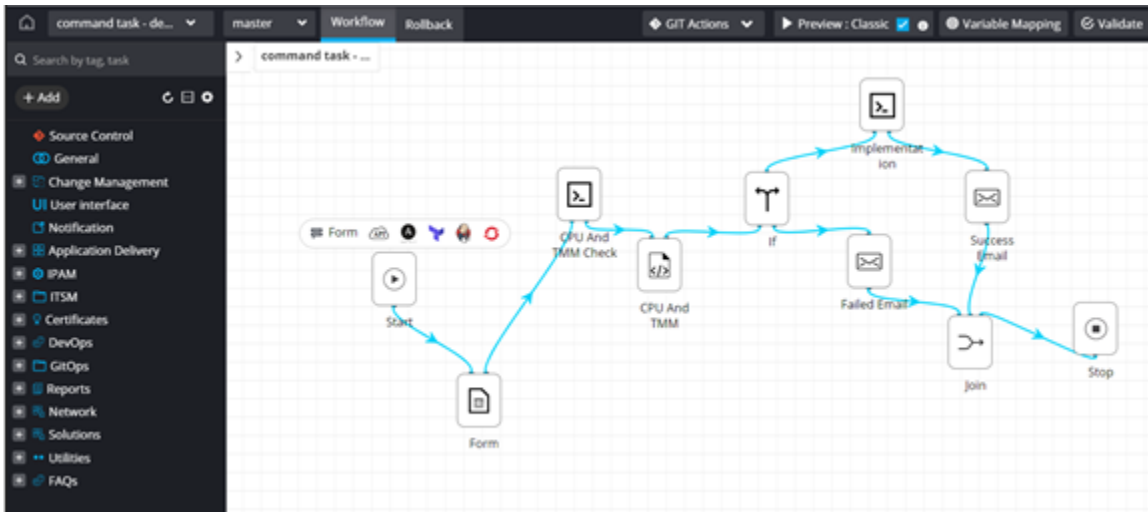 command task - de...
master
Workflow
Rollback
GIT Actions
Preview : Classic
Variable Mapping
Validate
Search by tag, task
+ Add
Source Control
General
Change Management
User interface
Notification
Application Delivery
IPAM
ITSM
Certificates
DevOps
GitOps
Reports
Network
Solutions
Utilities
FAQs
command task - ...
Form
API
Start
Form
CPU And
TMM Check
CPU And
TMM
If
Implementat
ion
Success
Email
Failed Email
Join
Stop